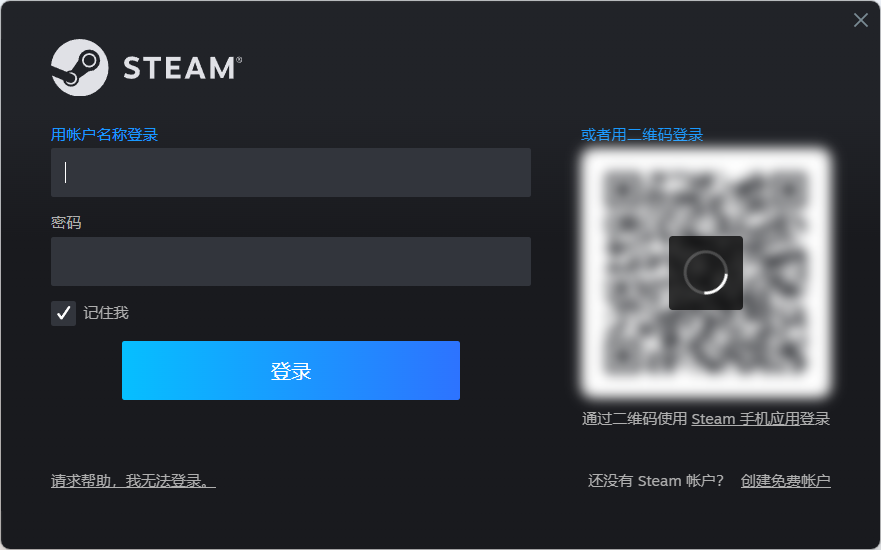 STEAM®
用帐户名称登录
密码
记住我
登录
请求帮助，我无法登录。
或者用二维码登录
通过二维码使用 Steam 手机应用登录
还没有 Steam 帐户？ 创建免费帐户